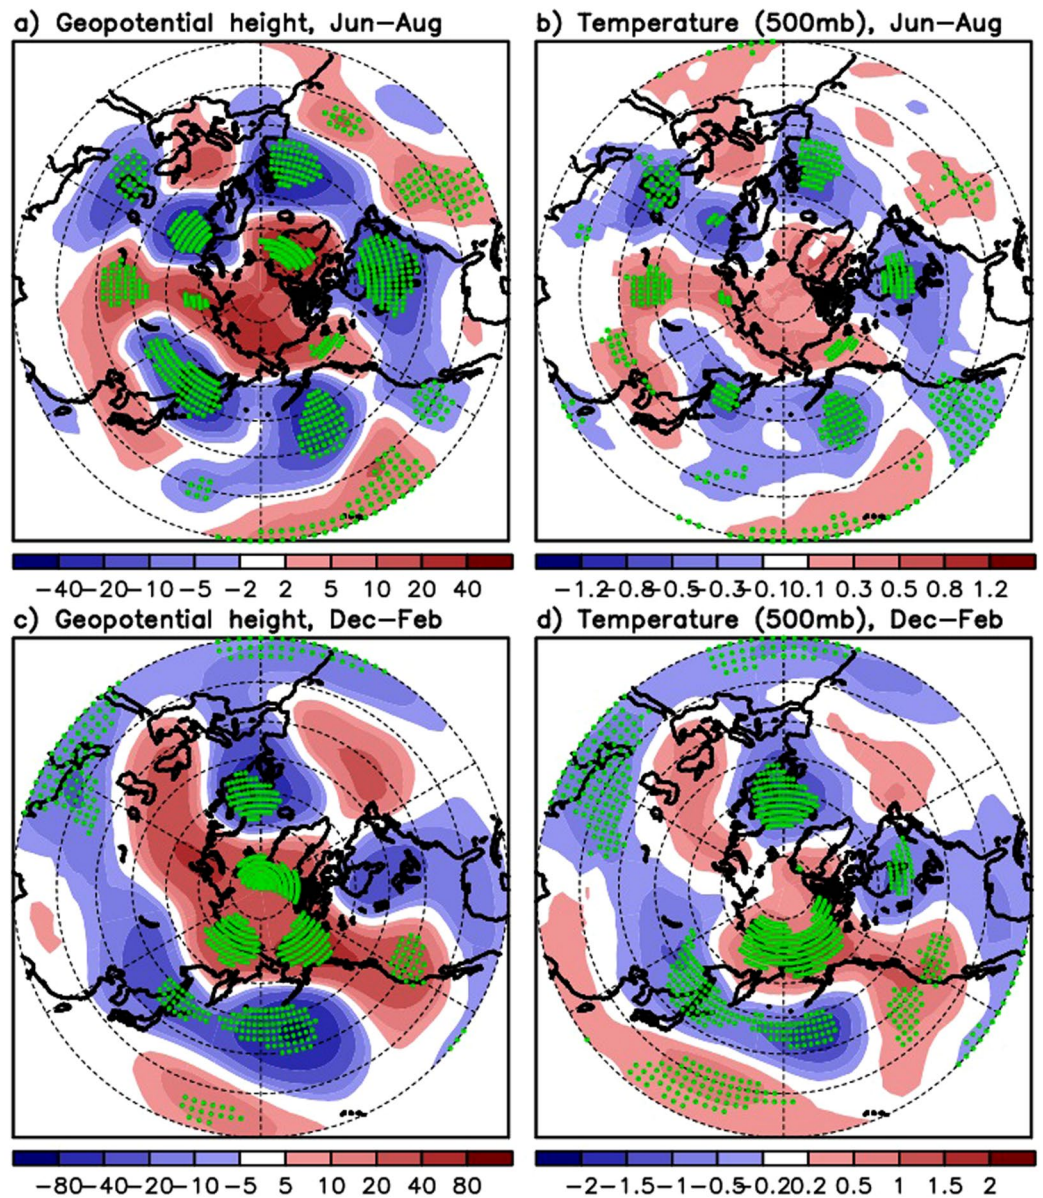 a) Geopotential height, Jun−Aug
b) Temperature (500mb), Jun−Aug
−40−20−10 −5 −2 2 5 10 20 40
−1.2−0.8−0.5−0.3−0.10.1 0.3 0.5 0.8 1.2
c) Geopotential height, Dec−Feb
d) Temperature (500mb), Dec−Feb
−80−40−20−10 −5 5 10 20 40 80
−2 −1.5 −1 −0.5−0.20.2 0.5 1 1.5 2